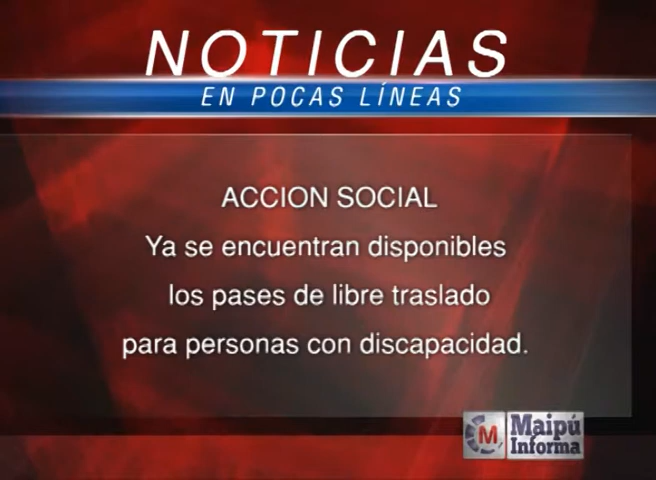 NOTICIAS
EN POCAS LÍNEAS
ACCION SOCIAL
Ya se encuentran disponibles
los pases de libre traslado
para personas con discapacidad.
M
Maipú
Informa